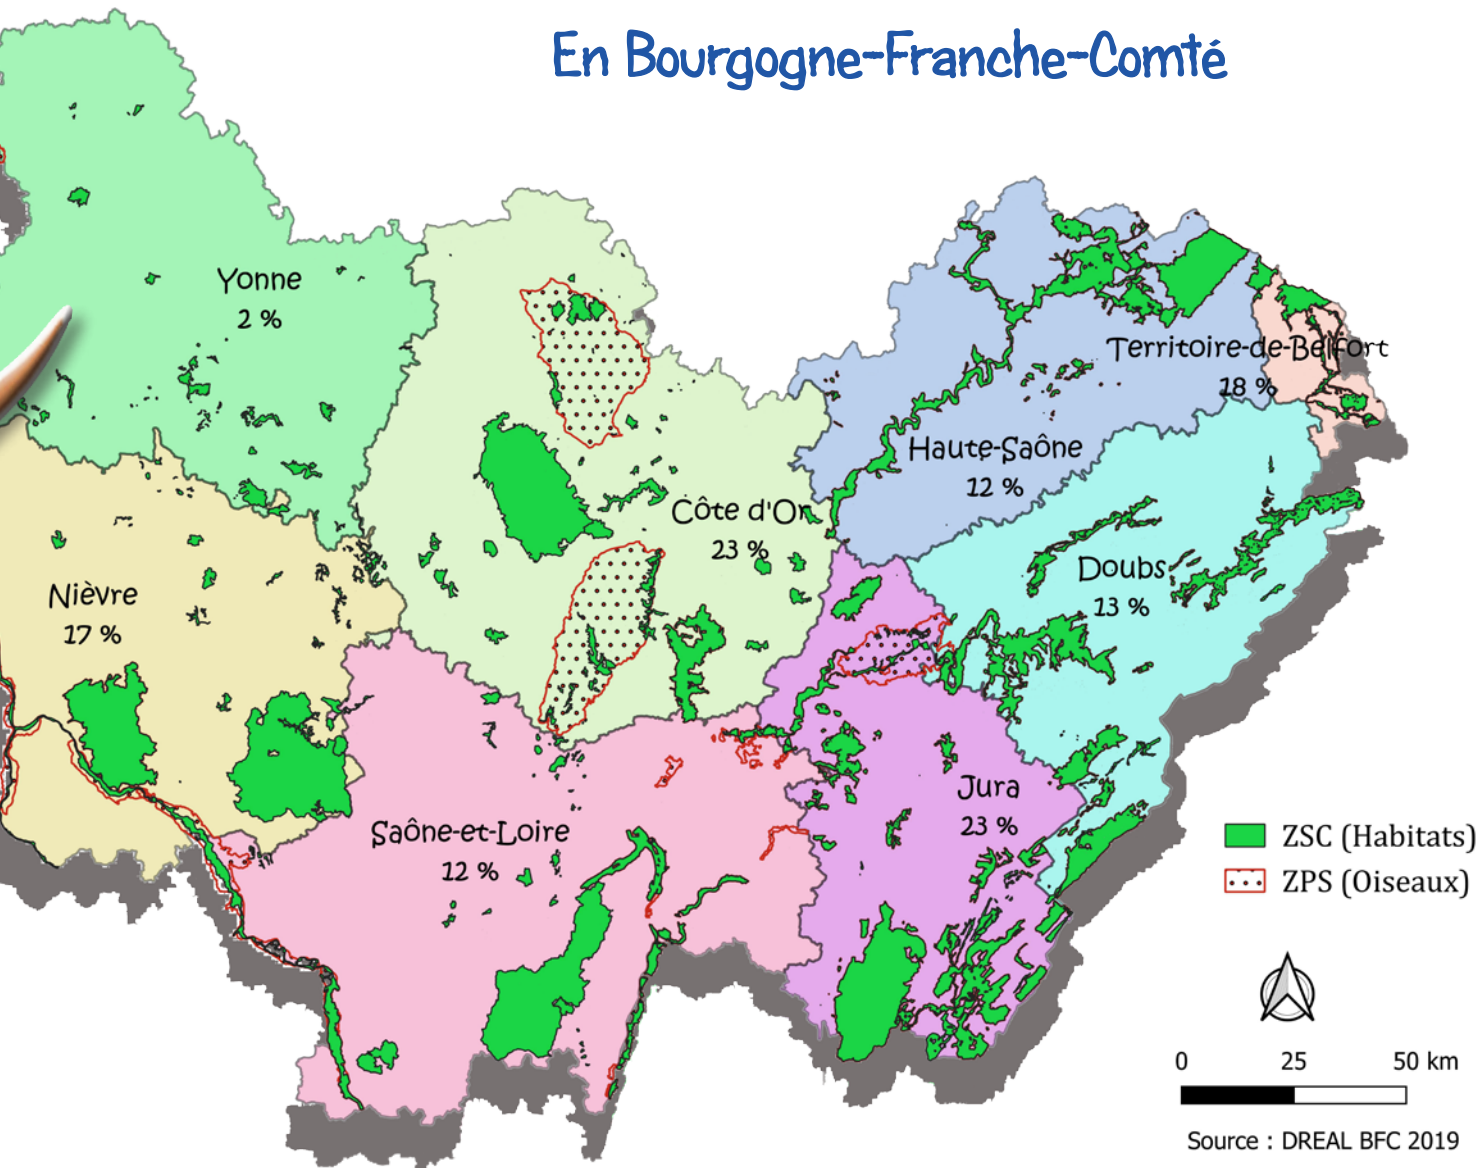 En Bourgogne-Franche-Comté
Yonne
2 %
Territoire-de-Belfort
18 %
Haute-Saône
12 %
Côte d'Or
23 %
Doubs
13 %
Nièvre
17 %
Jura
23 %
Saône-et-Loire
12 %
ZSC (Habitats)
ZPS (Oiseaux)
0 25 50 km
Source : DREAL BFC 2019